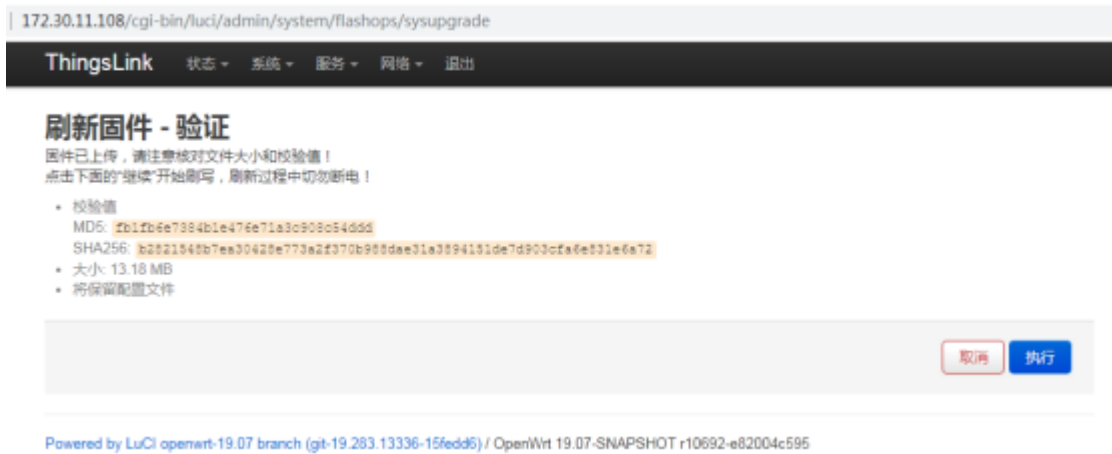 172.30.11.108/cgi-bin/luci/admin/system/flashops/sysupgrade
ThingsLink 状态 系统 服务 网络 退出
刷新固件 - 验证
固件已上传，请注意核对文件大小和校验值！
点击下面的“继续”开始刷写，刷新过程中切勿断电！
校验值
MD5: fb1fb6e7384b1e476e71a3c908c54ddd
SHA256: b2821548b7ea30428e773a2f370b988dae31a3894151de7d903cfa6e831e6a72
大小: 13.18 MB
将保留配置文件
取消 执行
Powered by LuCI openwrt-19.07 branch (git-19.283.13336-15fedd6) / OpenWrt 19.07-SNAPSHOT r10692-e82004c595